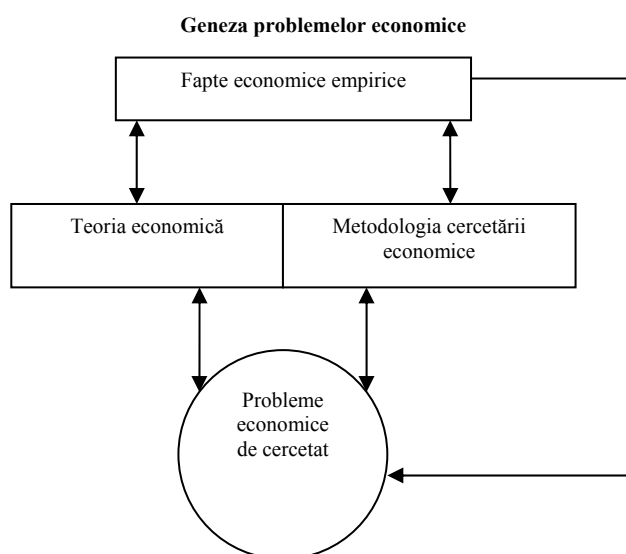 Geneza problemelor economice
Fapte economice empirice
Teoria economică
Metodologia cercetării
economice
Probleme
economice
de cercetat